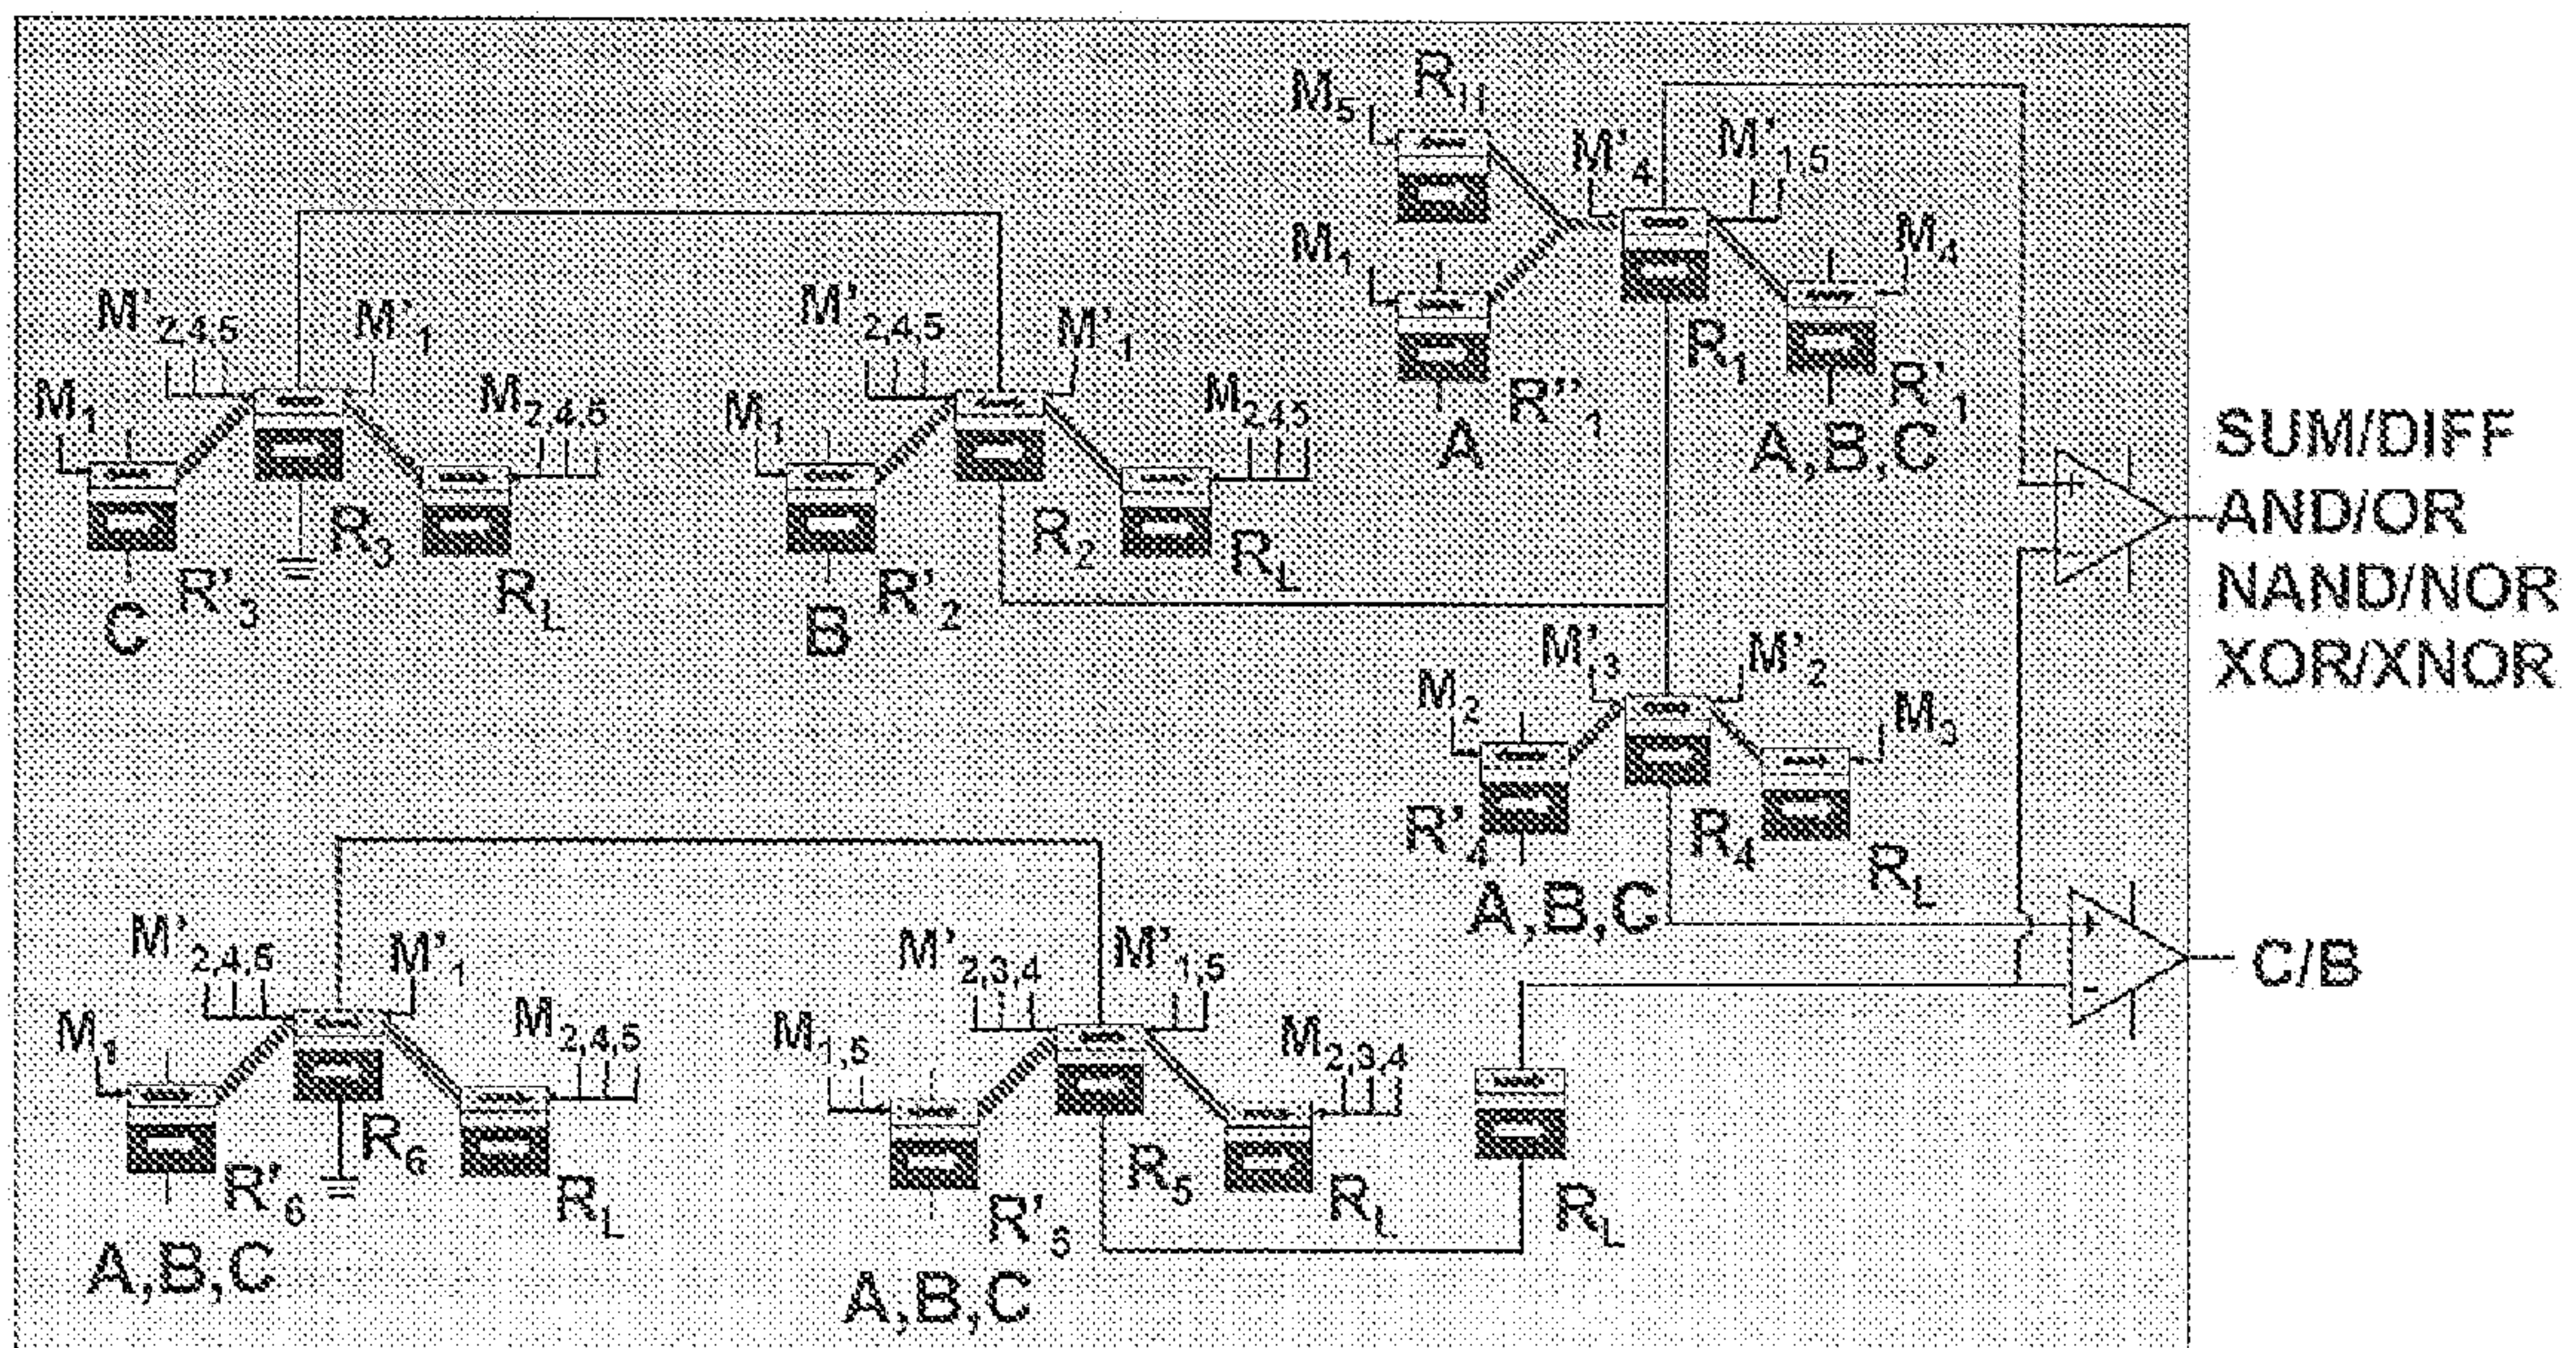 M5 RH
M'4 M'1,5
M1 M4
R1
A R''1 R'1
A,B,C
M'2,4,5 M'1
M1 M2,4,5
R3
C R'3 RL
M'2,4,5 M'1
M1 M2,4,5
R2
B R'2 RL
M'3 M'2
M2 M3
R'4 R4 RL
A,B,C
M'2,4,5 M'1
M1 M2,4,5
R6
R'6 RL
A,B,C
M'2,3,4 M'1,5
M1,5 M2,3,4
R5
RL
A,B,C
RL
+
-
SUM/DIFF
AND/OR
NAND/NOR
XOR/XNOR
+
-
C/B